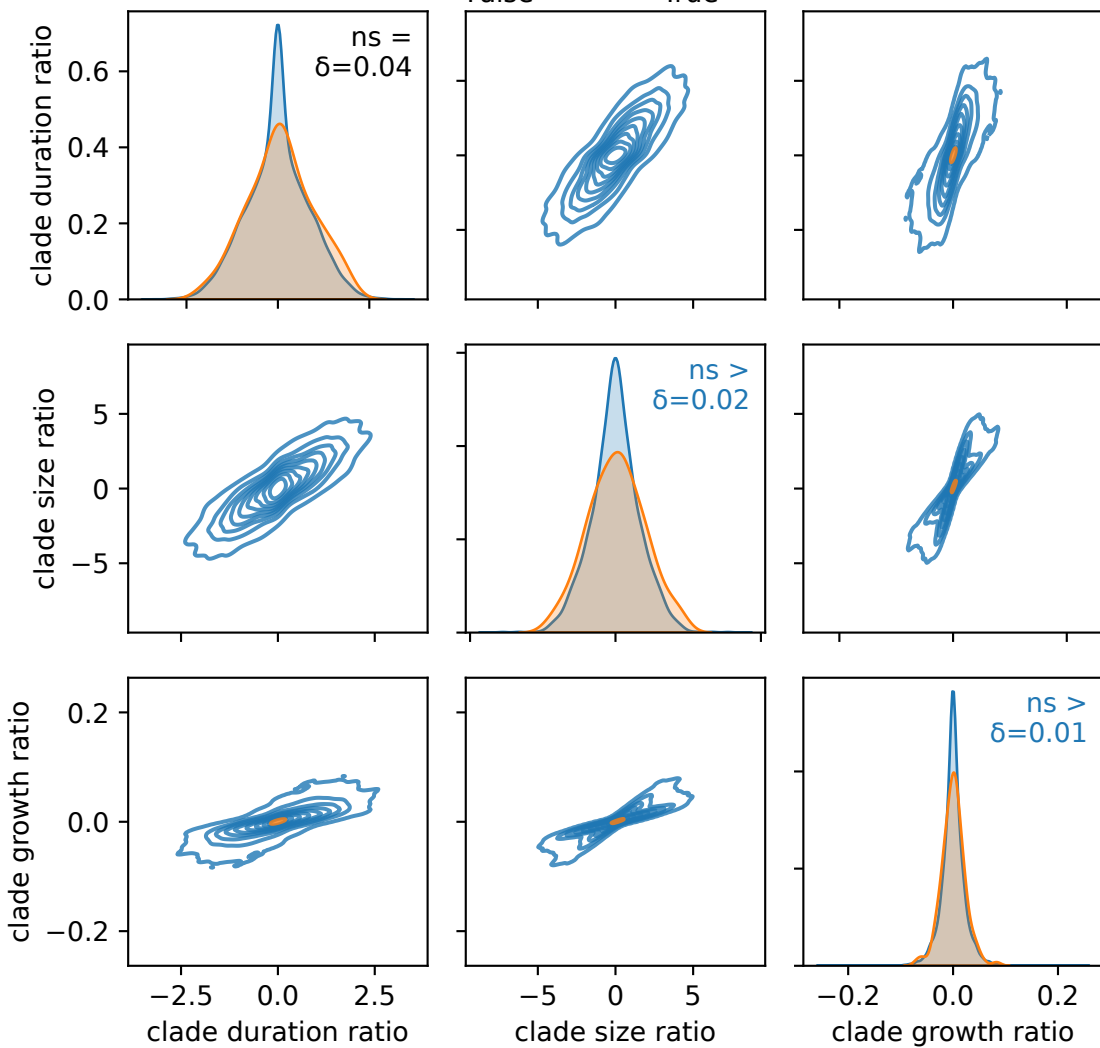 clade duration ratio
0.6
0.4
0.2
0.0
ns =
δ=0.04
clade size ratio
5
0
−5
ns >
δ=0.02
clade growth ratio
0.2
0.0
−0.2
ns >
δ=0.01
−2.5 0.0 2.5
−5 0 5
−0.2 0.0 0.2
clade duration ratio
clade size ratio
clade growth ratio